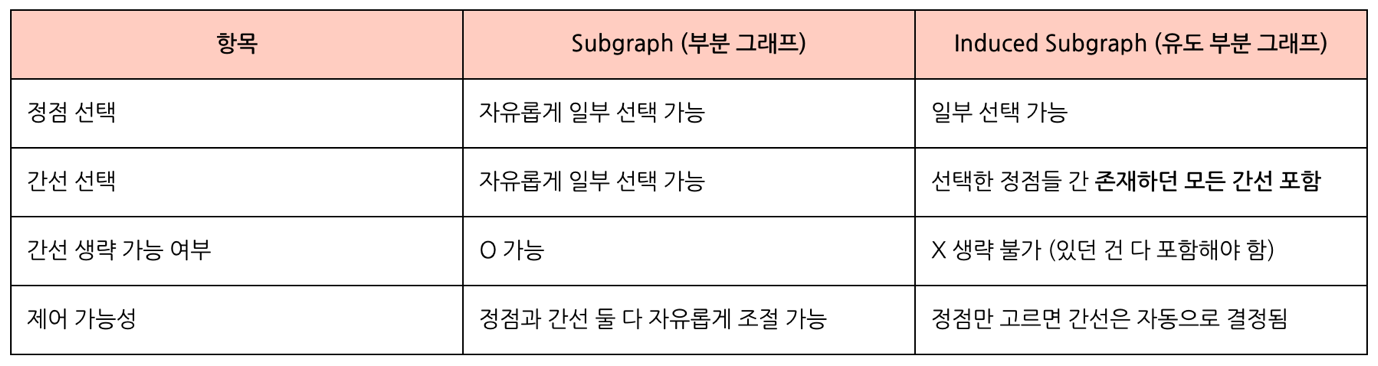 항목 Subgraph (부분 그래프) Induced Subgraph (유도 부분 그래프)
정점 선택 자유롭게 일부 선택 가능 일부 선택 가능
간선 선택 자유롭게 일부 선택 가능 선택한 정점들 간 존재하던 모든 간선 포함
간선 생략 가능 여부 O 가능 X 생략 불가 (있던 건 다 포함해야 함)
제어 가능성 정점과 간선 둘 다 자유롭게 조절 가능 정점만 고르면 간선은 자동으로 결정됨